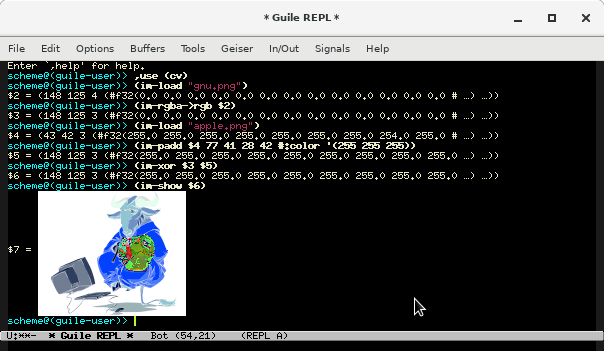 * Guile REPL *
File Edit Options Buffers Tools Geiser In/Out Signals Help
Enter `,help' for help.
scheme@(guile-user)> ,use (cv)
scheme@(guile-user)> (im-load "gnu.png")
$2 = (148 125 4 (#f32(0.0 0.0 0.0 0.0 0.0 0.0 0.0 0.0 0.0 0.0 # …) …))
scheme@(guile-user)> (im-rgba->rgb $2)
$3 = (148 125 3 (#f32(0.0 0.0 0.0 0.0 0.0 0.0 0.0 0.0 0.0 0.0 # …) …))
scheme@(guile-user)> (im-load "apple.png")
$4 = (43 42 3 (#f32(255.0 255.0 255.0 255.0 255.0 255.0 254.0 255.0 # …) …))
scheme@(guile-user)> (im-padd $4 77 41 28 42 #:color '(255 255 255))
$5 = (148 125 3 (#f32(255.0 255.0 255.0 255.0 255.0 255.0 255.0 255.0 # …) …))
scheme@(guile-user)> (im-xor $3 $5)
$6 = (148 125 3 (#f32(255.0 255.0 255.0 255.0 255.0 255.0 255.0 255.0 # …) …))
scheme@(guile-user)> (im-show $6)
$7 =
scheme@(guile-user)>
U:**- * Guile REPL * Bot (54,21) (REPL A)